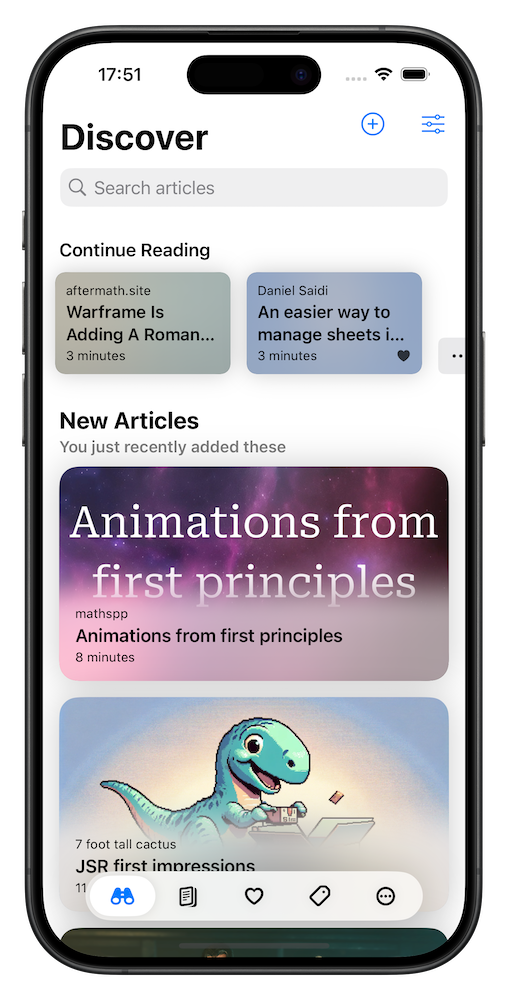 17:51
Discover
Search articles
Continue Reading
aftermath.site
Warframe Is
Adding A Roman...
3 minutes
Daniel Saidi
An easier way to
manage sheets i...
3 minutes
New Articles
You just recently added these
Animations from
first principles
mathspp
Animations from first principles
8 minutes
7 foot tall cactus
JSR first impressions
11